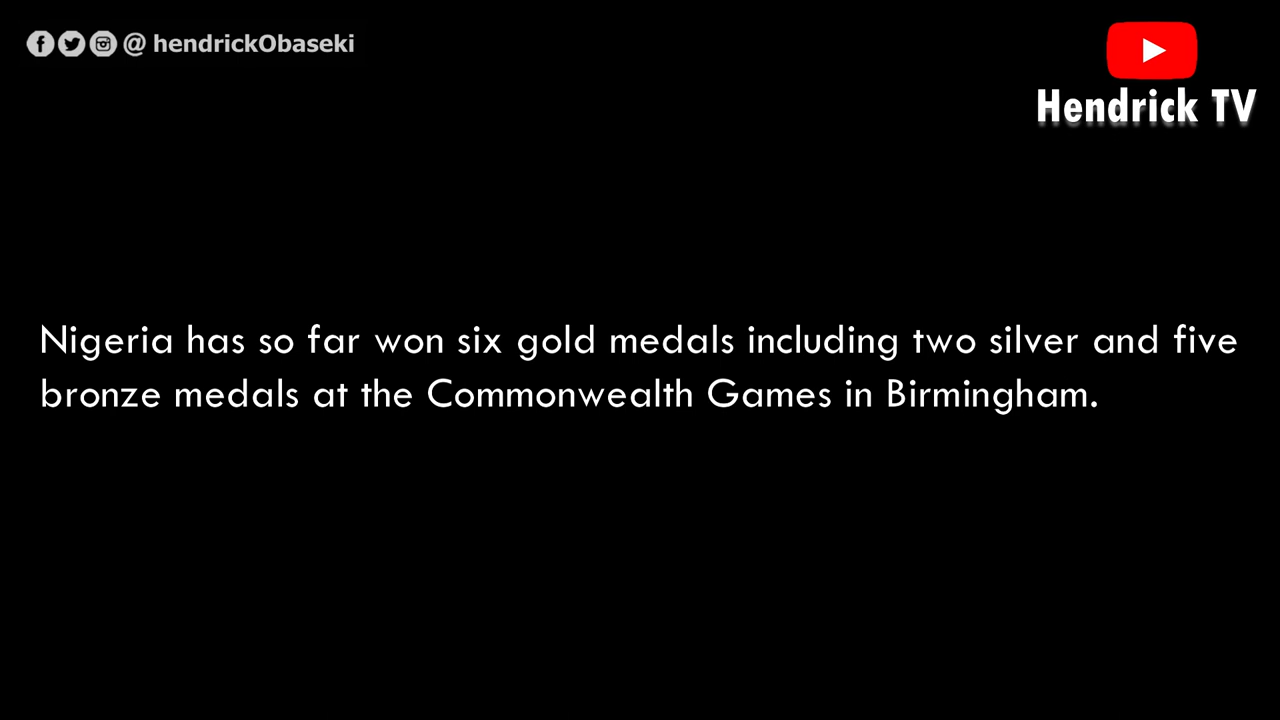 @ hendrickObaseki
Hendrick TV
Nigeria has so far won six gold medals including two silver and five
bronze medals at the Commonwealth Games in Birmingham.